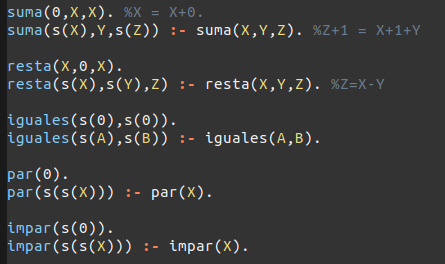 suma(0,X,X). %X = X+0.
suma(s(X),Y,s(Z)) :- suma(X,Y,Z). %Z+1 = X+1+Y
resta(X,0,X).
resta(s(X),s(Y),Z) :- resta(X,Y,Z). %Z=X-Y
iguales(s(0),s(0)).
iguales(s(A),s(B)) :- iguales(A,B).
par(0).
par(s(s(X))) :- par(X).
impar(s(0)).
impar(s(s(X))) :- impar(X).